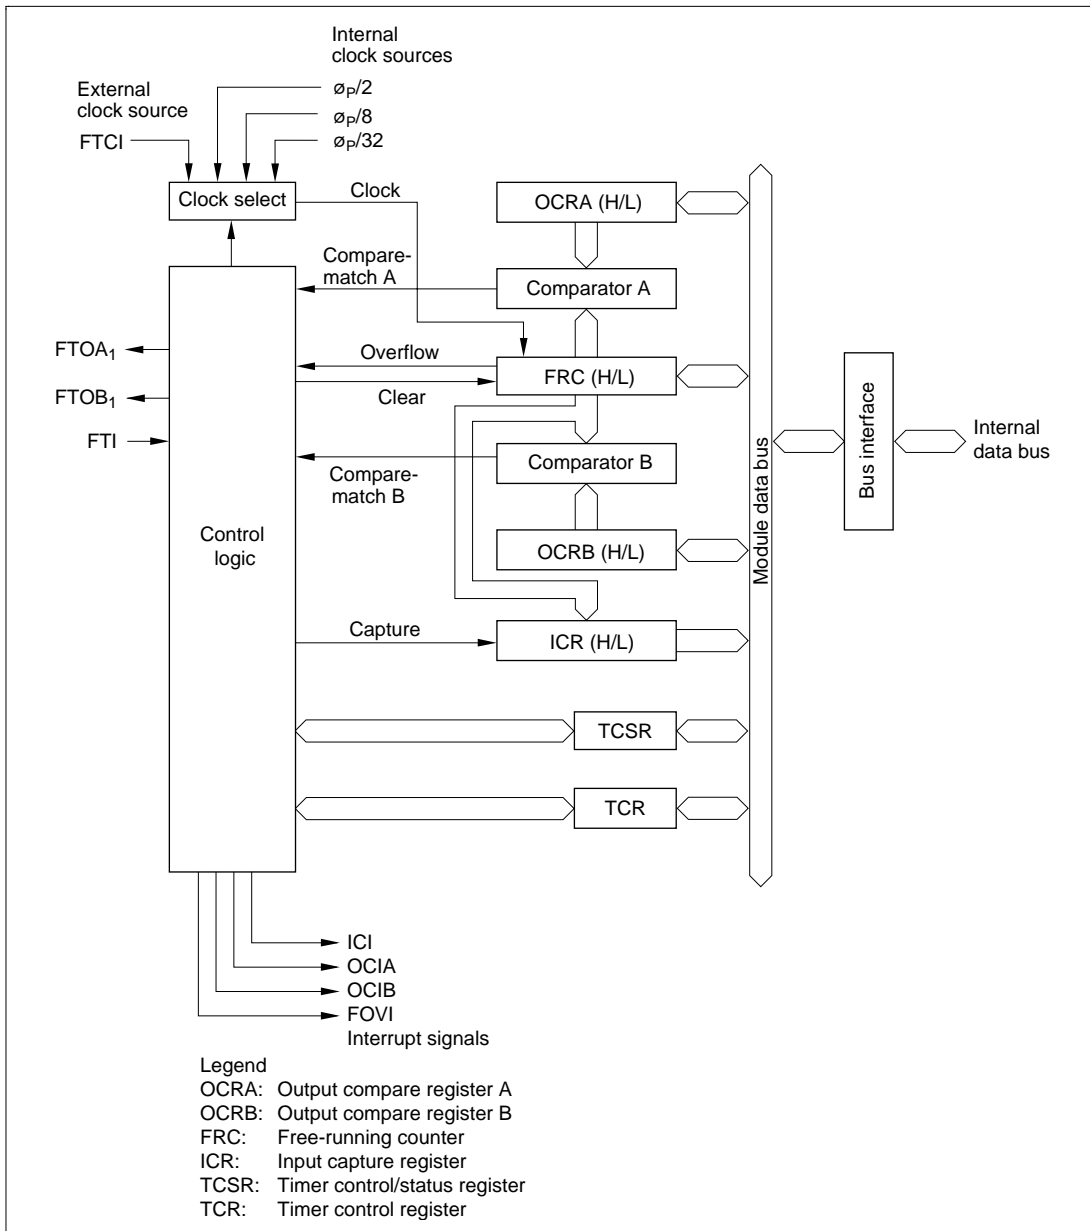 Internal
clock sources
External
clock source
øP/2
øP/8
øP/32
FTCI
Clock select
Clock
OCRA (H/L)
Compare-
match A
Comparator A
FTOA1
Overflow
FRC (H/L)
Clear
FTOB1
FTI
Comparator B
Compare-
match B
Control
logic
OCRB (H/L)
Module data bus
Bus interface
Internal
data bus
Capture
ICR (H/L)
TCSR
TCR
ICI
OCIA
OCIB
FOVI
Interrupt signals
Legend
OCRA: Output compare register A
OCRB: Output compare register B
FRC: Free-running counter
ICR: Input capture register
TCSR: Timer control/status register
TCR: Timer control register